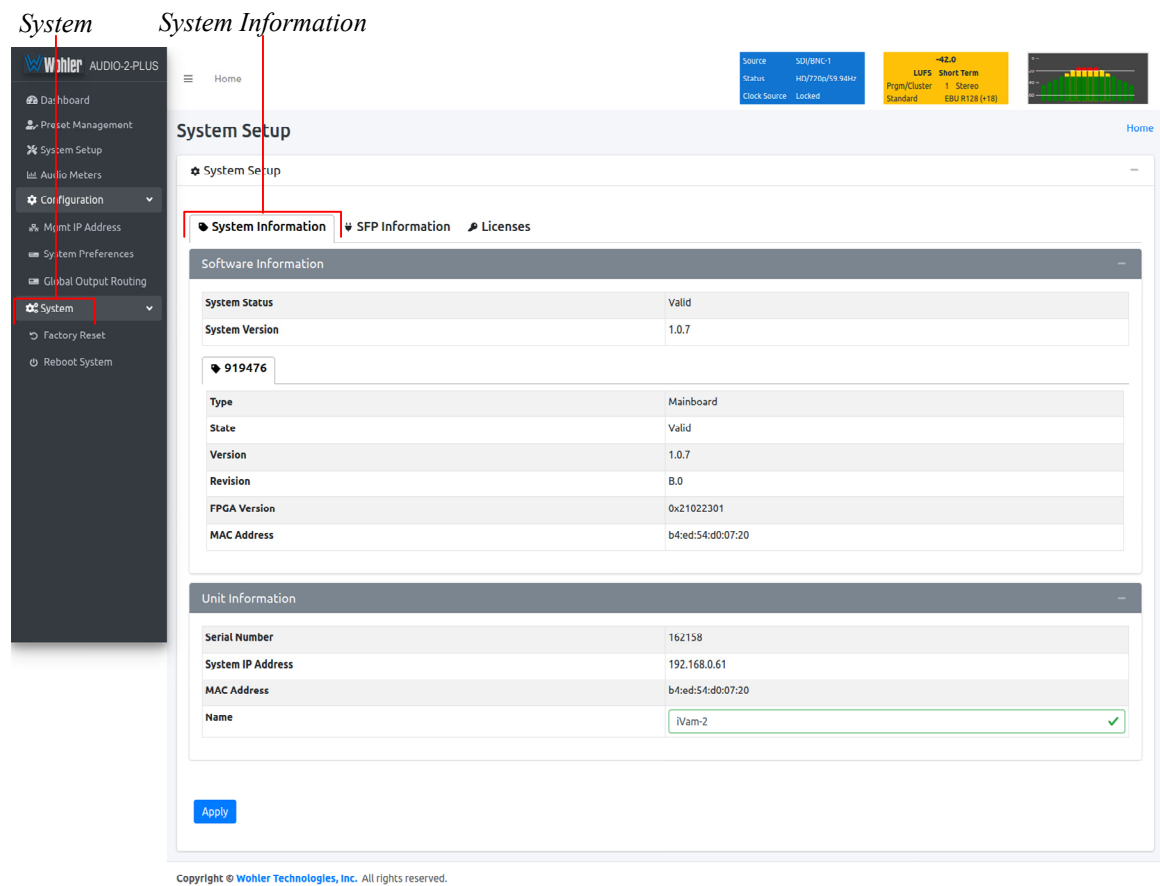 System System Information
Wohler AUDIO-2-PLUS
Dashboard
Preset Management
System Setup
Audio Meters
Configuration
Mgmt IP Address
System Preferences
Global Output Routing
System
Factory Reset
Reboot System
Home
Source SDI/BNC-1
Status HD/720p/59.94Hz
Clock Source Locked
-42.0
LUFS Short Term
Prgm/Cluster 1 Stereo
Standard EBU R128 (+18)
System Setup Home
System Setup
System Information SFP Information Licenses
Software Information
System Status Valid
System Version 1.0.7
919476
Type Mainboard
State Valid
Version 1.0.7
Revision B.0
FPGA Version 0x21022301
MAC Address b4:ed:54:d0:07:20
Unit Information
Serial Number 162158
System IP Address 192.168.0.61
MAC Address b4:ed:54:d0:07:20
Name iVam-2
Apply
Copyright © Wohler Technologies, Inc. All rights reserved.